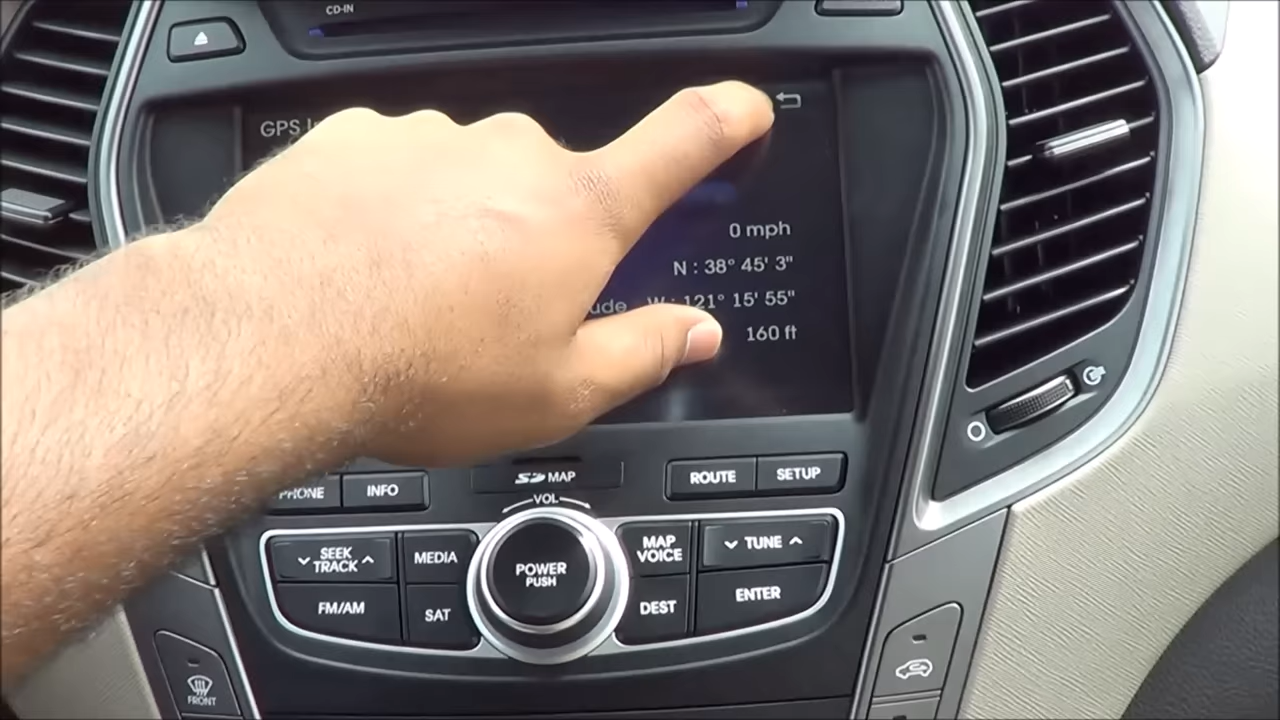 CD-IN
GPS
0 mph
N : 38° 45' 3"
ude W : 121° 15' 55"
160 ft
PHONE
INFO
SD MAP
ROUTE
SETUP
VOL
SEEK
TRACK
MEDIA
POWER
PUSH
MAP
VOICE
TUNE
FM/AM
SAT
DEST
ENTER
FRONT